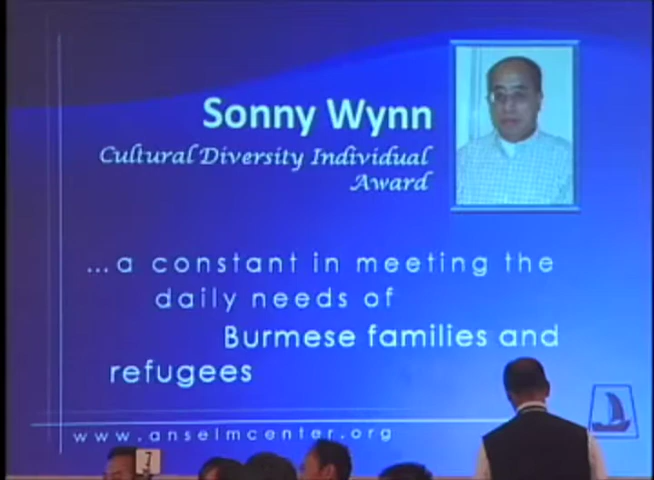 Sonny Wynn
Cultural Diversity Individual
Award
...a constant in meeting the
daily needs of
Burmese families and
refugees
www.anselmcenter.org
7